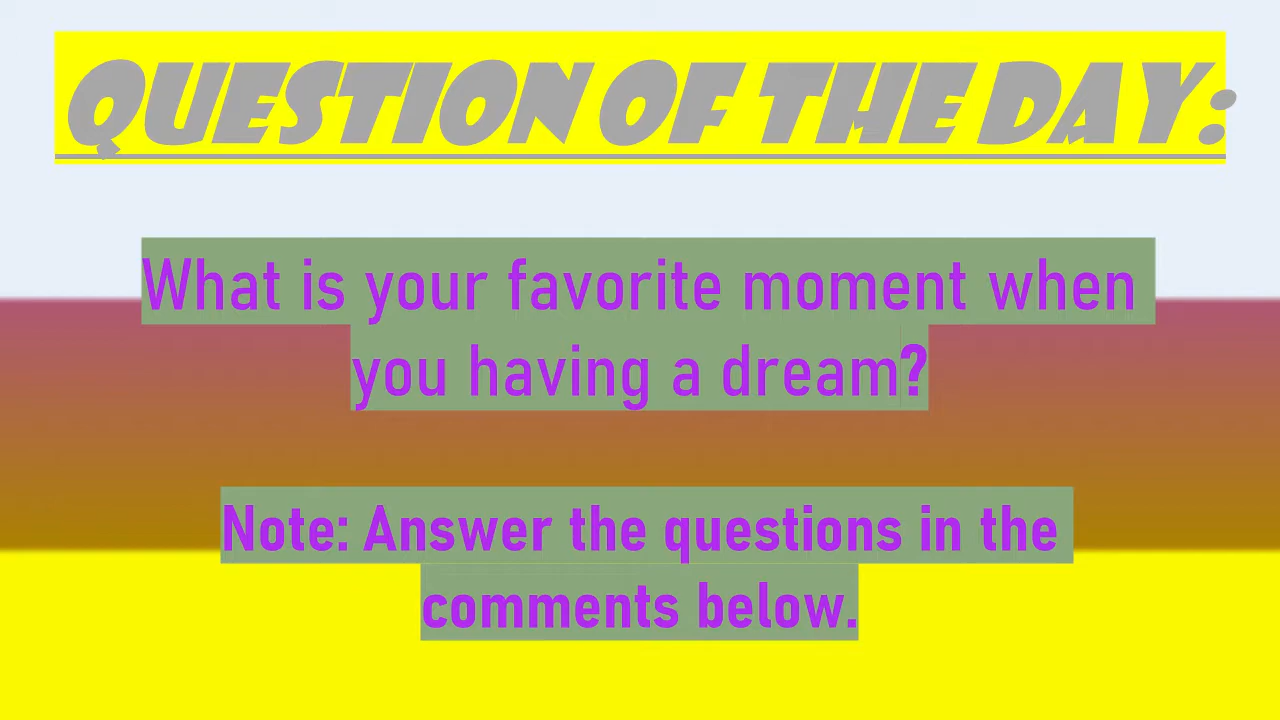 QUESTION OF THE DAY:
What is your favorite moment when
you having a dream?
Note: Answer the questions in the
comments below.